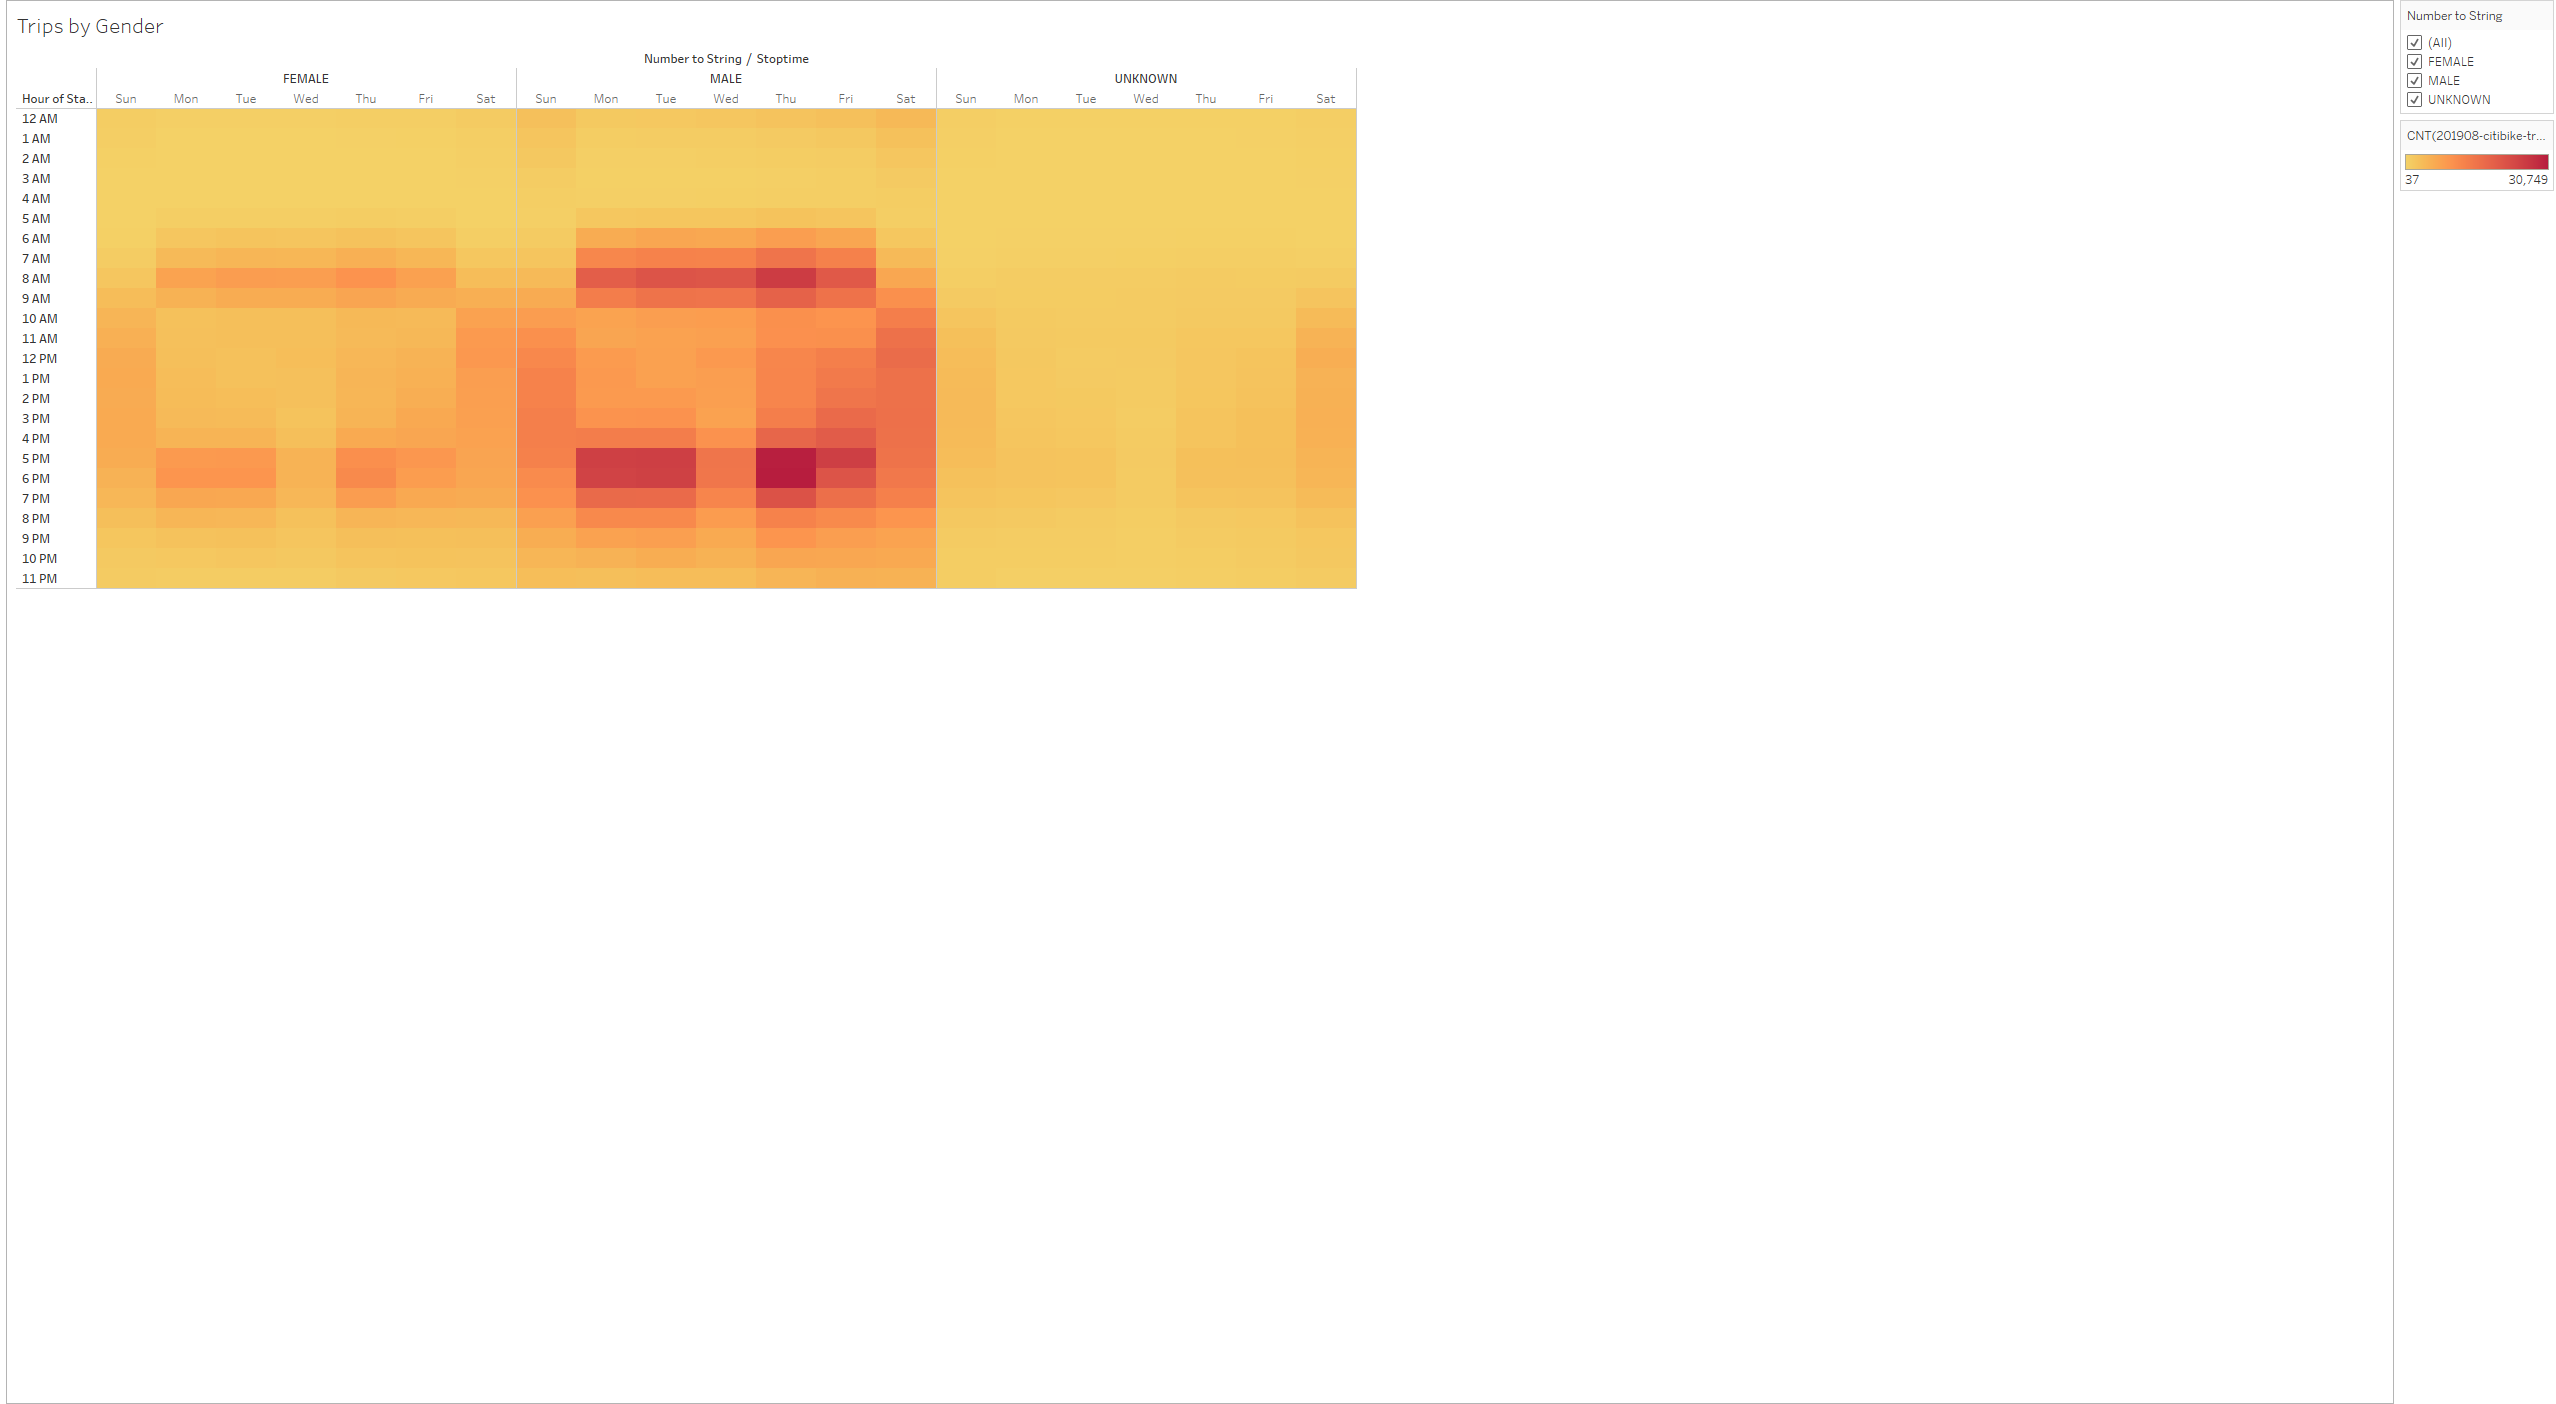 Trips by Gender
Number to String / Stoptime
FEMALE MALE UNKNOWN
Hour of Sta.. Sun Mon Tue Wed Thu Fri Sat Sun Mon Tue Wed Thu Fri Sat Sun Mon Tue Wed Thu Fri Sat
12 AM
1 AM
2 AM
3 AM
4 AM
5 AM
6 AM
7 AM
8 AM
9 AM
10 AM
11 AM
12 PM
1 PM
2 PM
3 PM
4 PM
5 PM
6 PM
7 PM
8 PM
9 PM
10 PM
11 PM
Number to String
(All)
FEMALE
MALE
UNKNOWN
CNT(201908-citibike-tr...
37 30,749